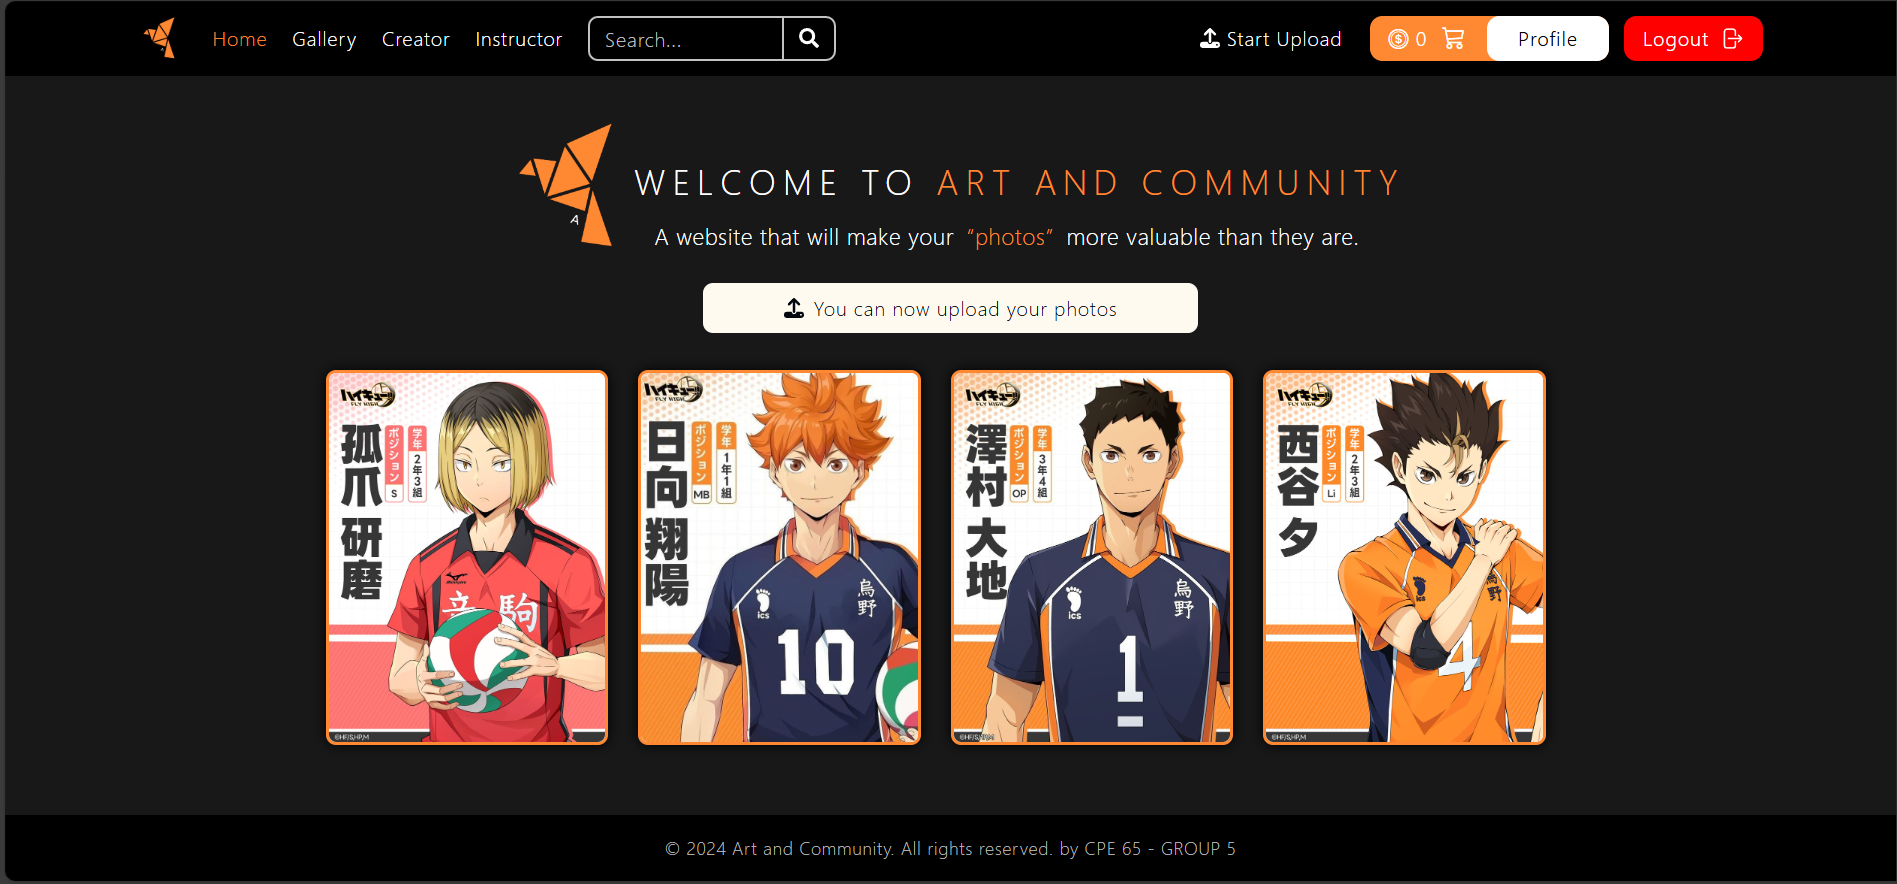 Home Gallery Creator Instructor Search... Start Upload 0 Profile Logout
WELCOME TO ART AND COMMUNITY
A
A website that will make your “photos” more valuable than they are.
You can now upload your photos
ハイキュー!!
FLY HIGH
孤爪 研磨
ポジション S
学年 2年3組
音駒
©HF/S,HP,M
ハイキュー!!
FLY HIGH
日向 翔陽
ポジション MB
学年 1年1組
ics
烏野
10
ハイキュー!!
FLY HIGH
澤村 大地
ポジション OP
学年 3年4組
ics
烏野
1
©HF/S,HP,M
ハイキュー!!
FLY HIGH
西谷 夕
ポジション Li
学年 2年3組
ics
烏野
4
©HF/S,HP,M
© 2024 Art and Community. All rights reserved. by CPE 65 - GROUP 5